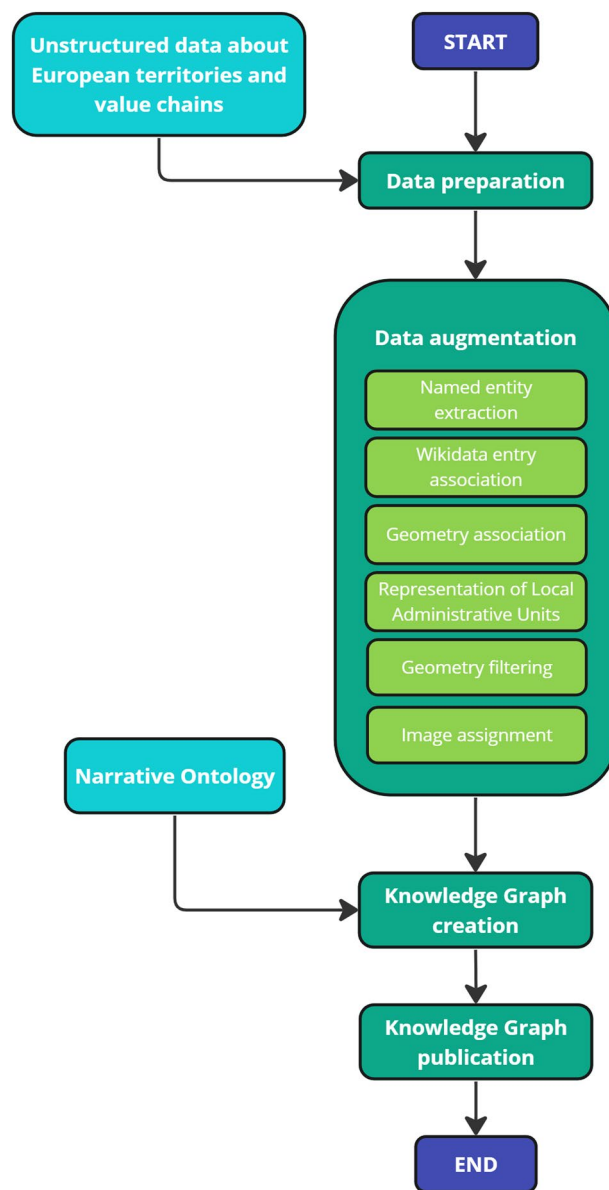 Unstructured data about
European territories and
value chains
START
Data preparation
Data augmentation
Named entity
extraction
Wikidata entry
association
Geometry association
Representation of Local
Administrative Units
Geometry filtering
Image assignment
Narrative Ontology
Knowledge Graph
creation
Knowledge Graph
publication
END